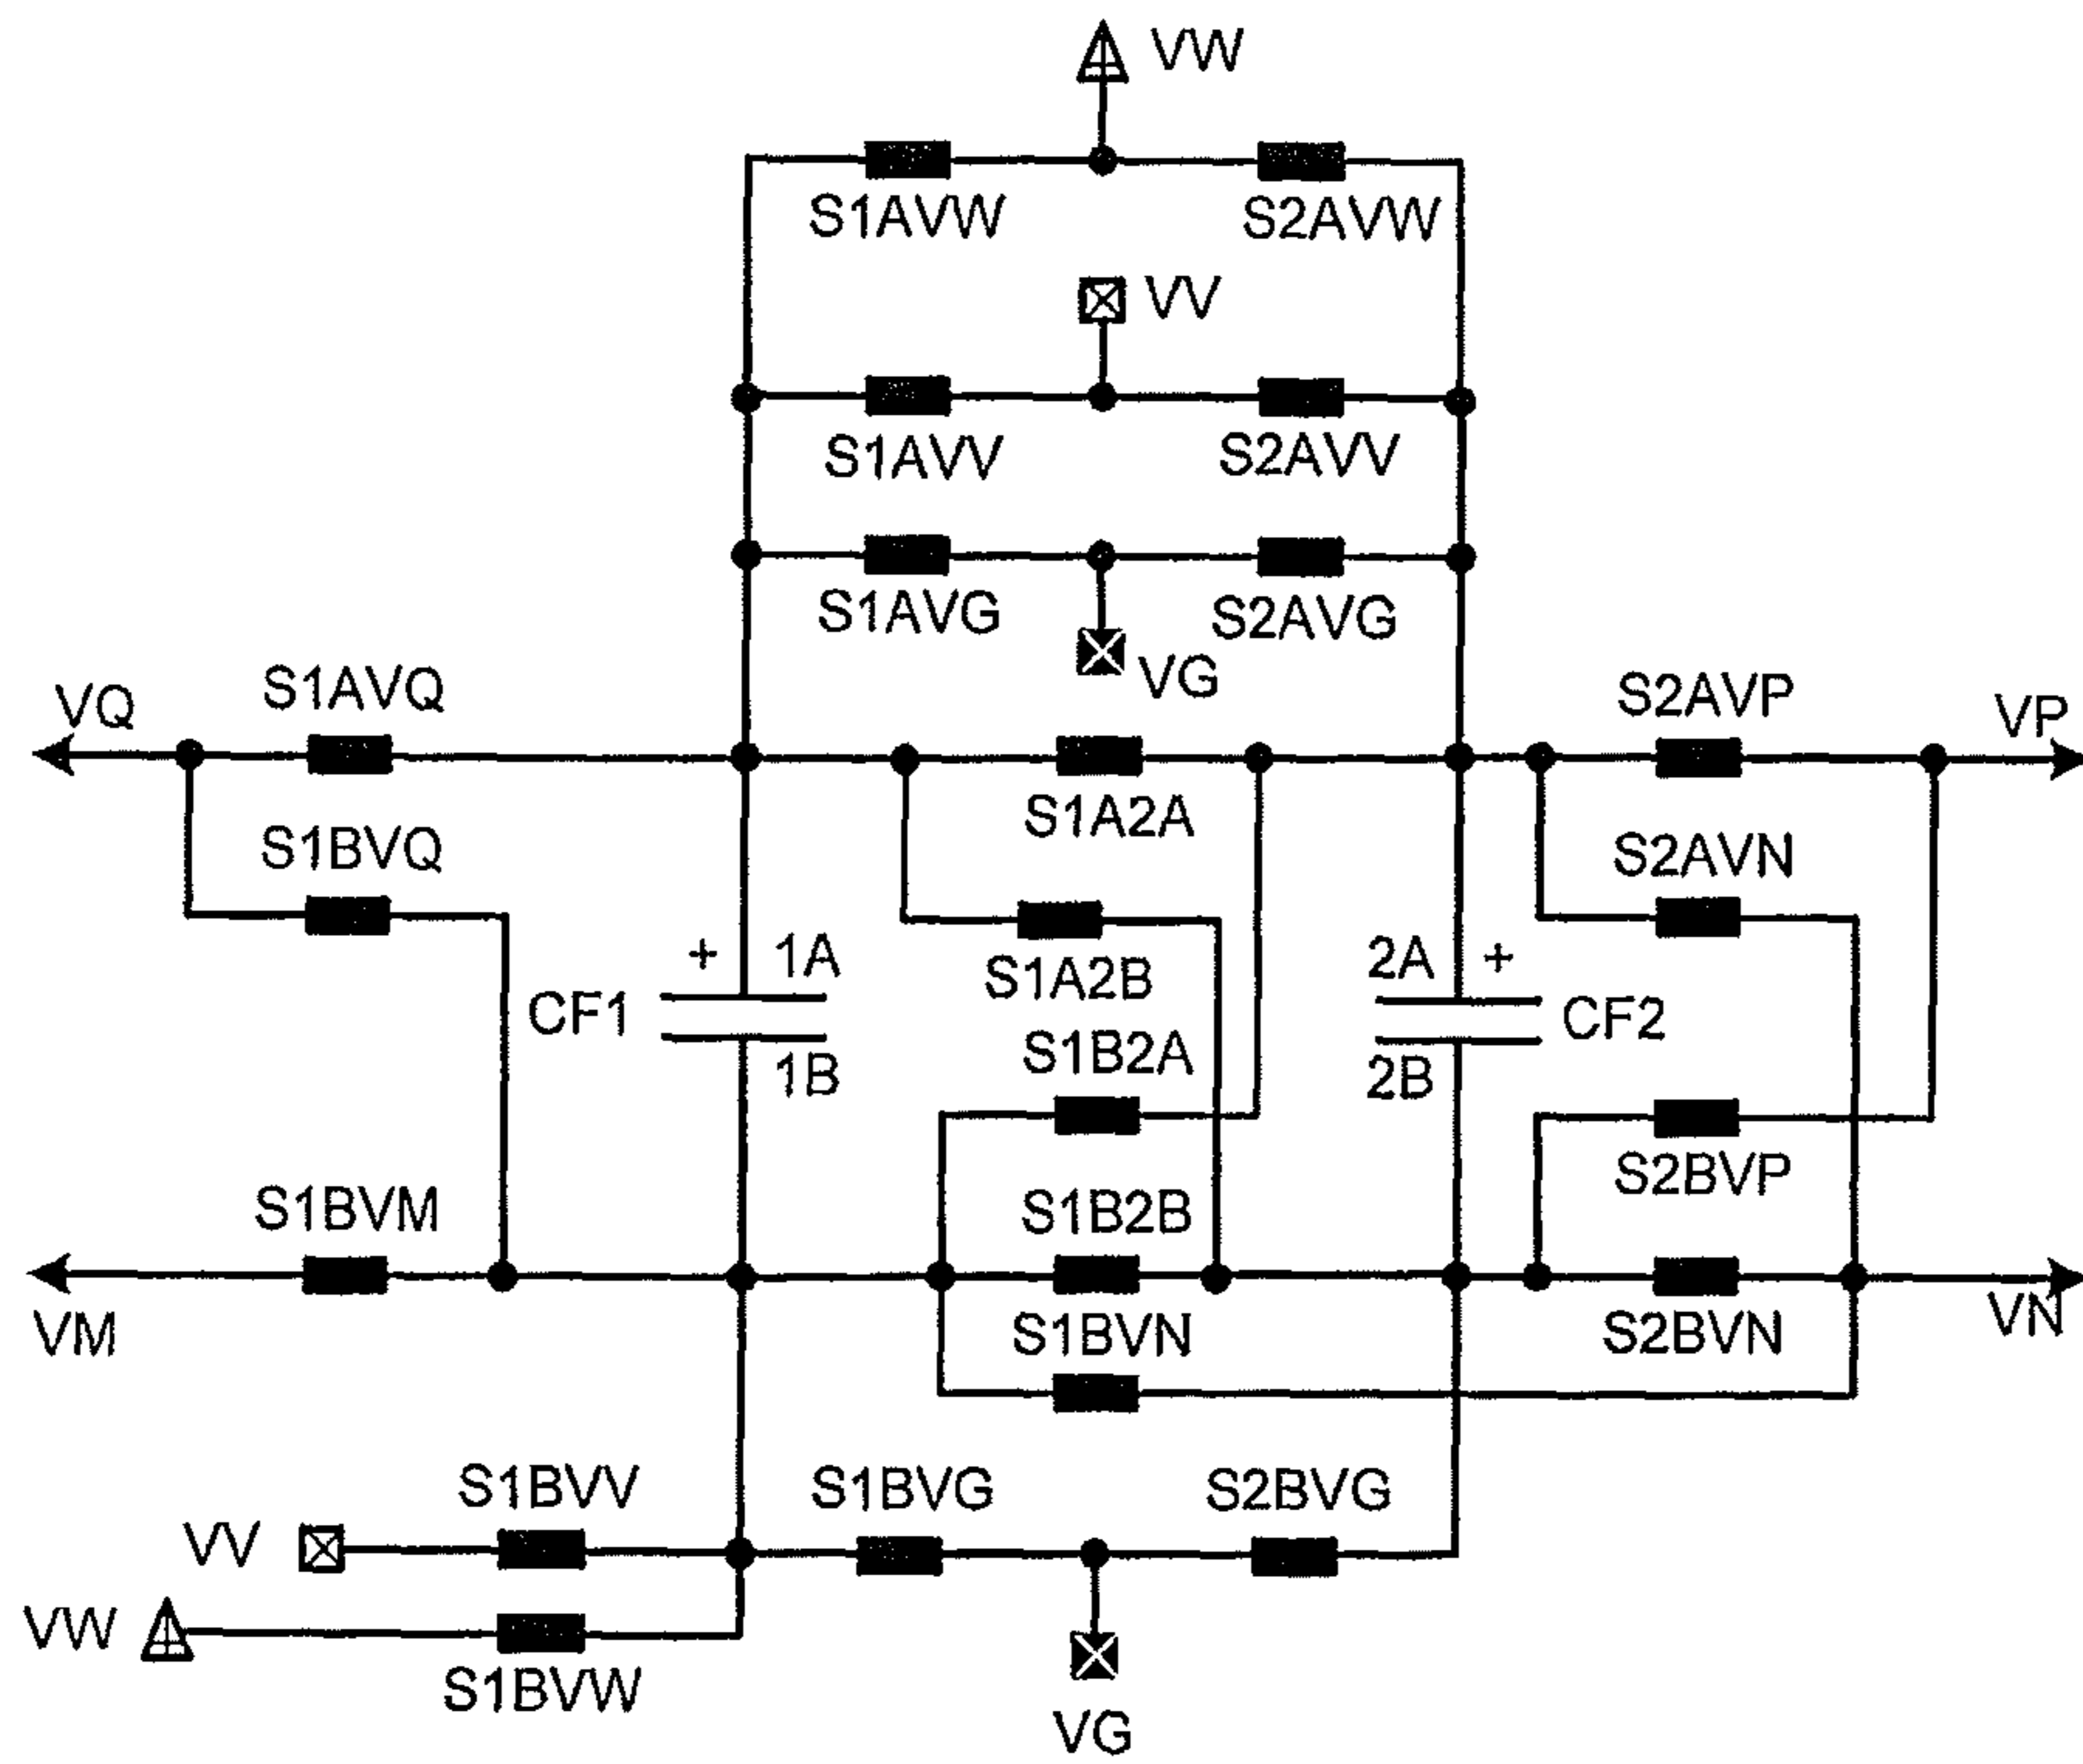 VW
S1AVW S2AVW
VV
S1AVV S2AVV
S1AVG S2AVG
VG
VQ S1AVQ S2AVP VP
S1A2A
S1BVQ S2AVN
+ 1A 2A +
S1A2B
CF1 CF2
S1B2A
1B 2B
S2BVP
S1BVM S1B2B
VM S1BVN S2BVN VN
S1BVV S1BVG S2BVG
VV
VW
S1BVW
VG